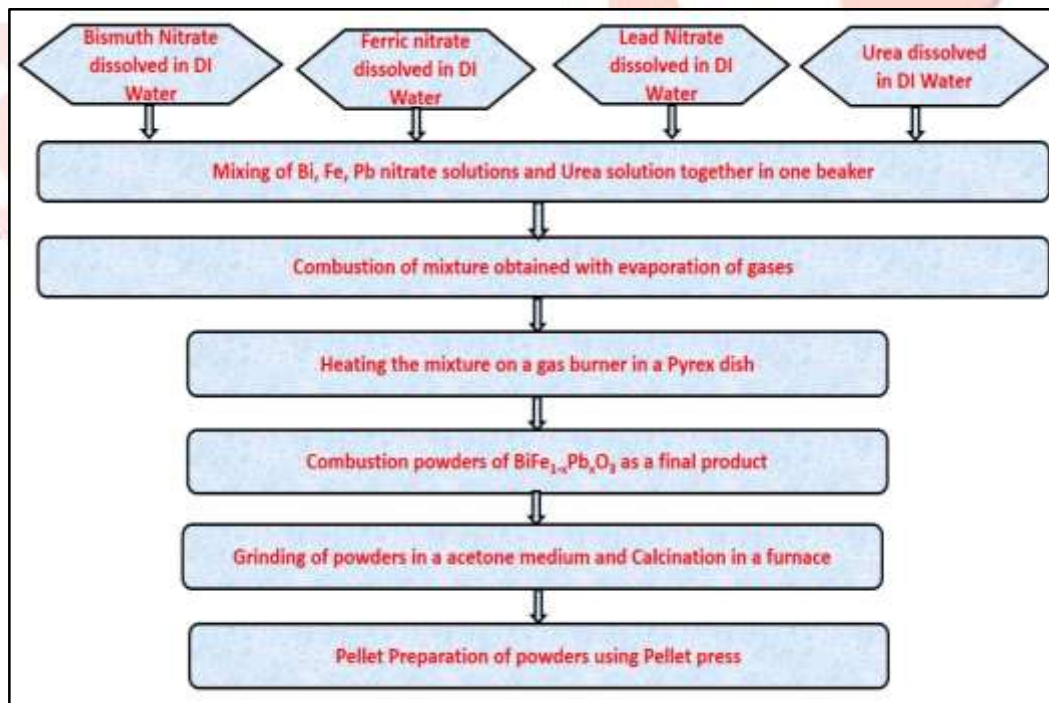 Bismuth Nitrate
dissolved in DI
Water
Ferric nitrate
dissolved in DI
Water
Lead Nitrate
dissolved in DI
Water
Urea dissolved
in DI Water
Mixing of Bi, Fe, Pb nitrate solutions and Urea solution together in one beaker
Combustion of mixture obtained with evaporation of gases
Heating the mixture on a gas burner in a Pyrex dish
Combustion powders of BiFe₁₋ₓPbₓO₃ as a final product
Grinding of powders in a acetone medium and Calcination in a furnace
Pellet Preparation of powders using Pellet press